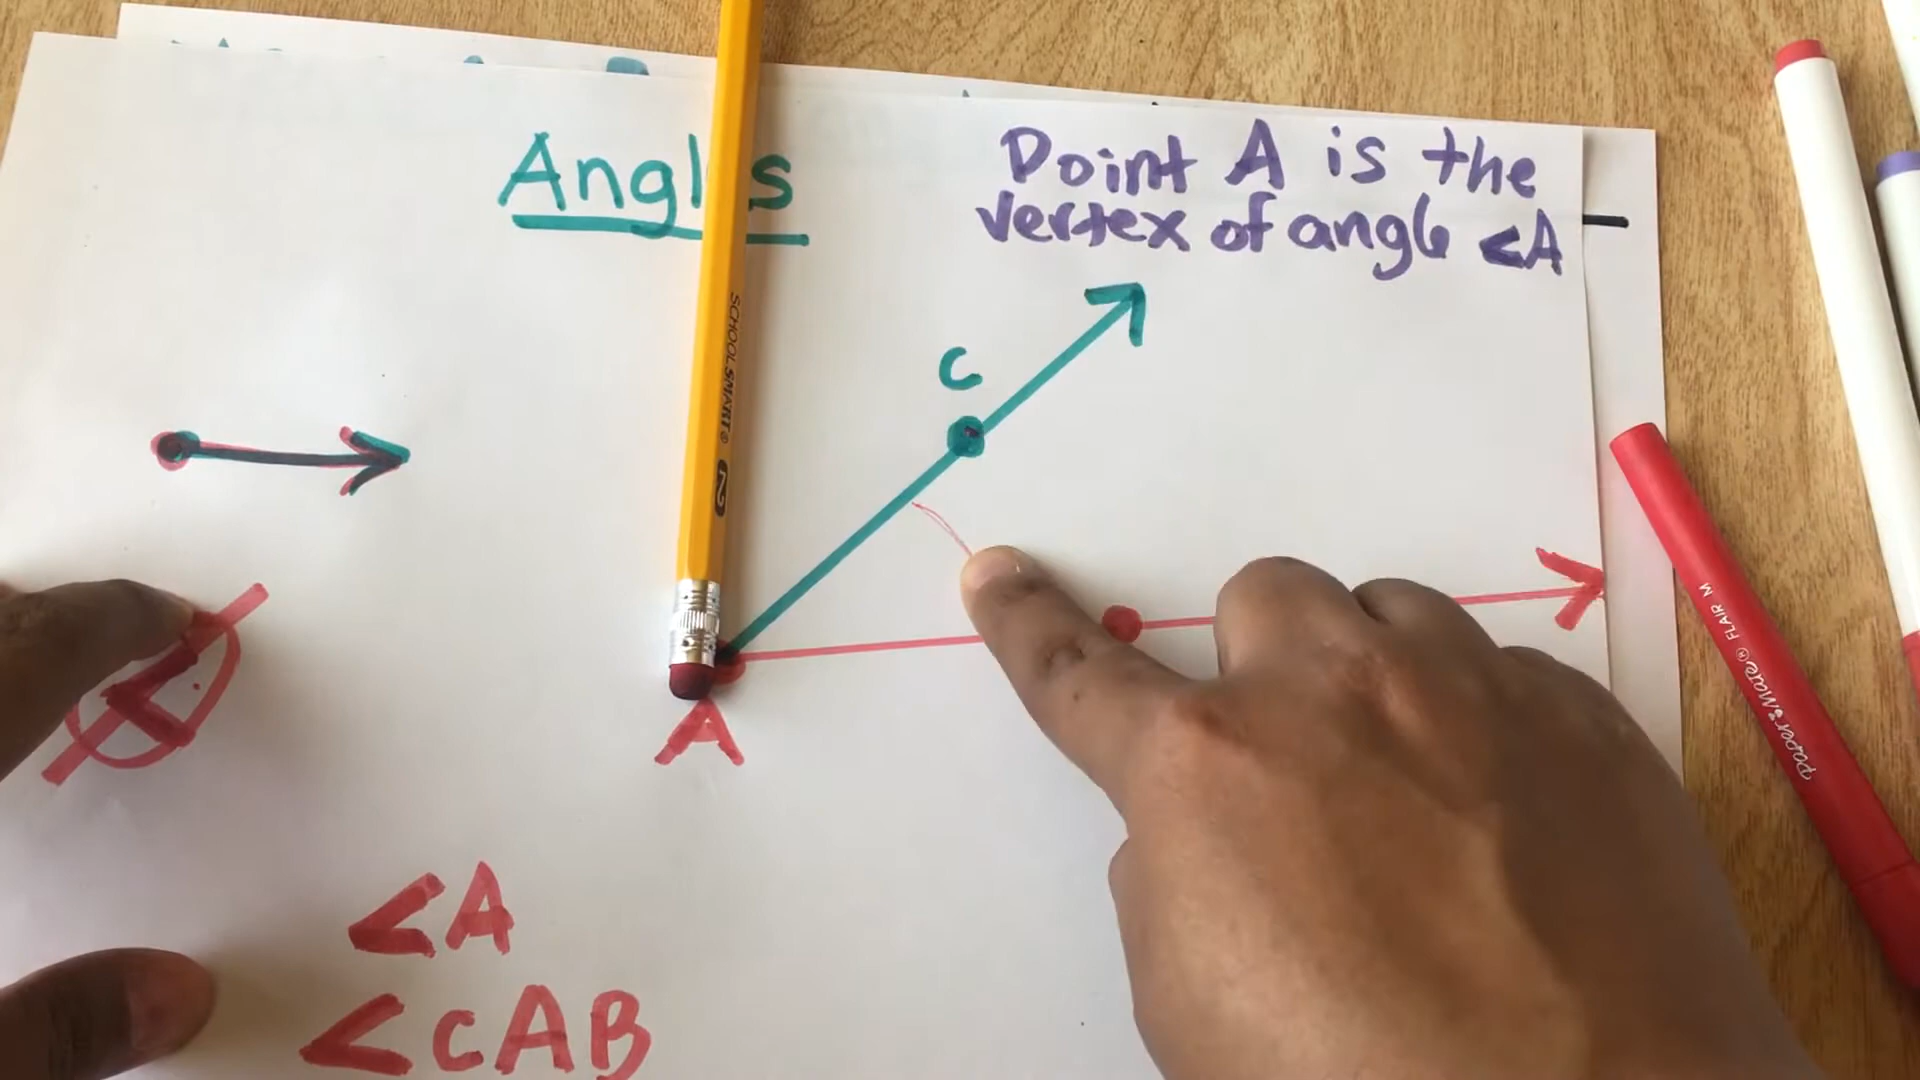 Angl s
Point A is the
vertex of angle <A
C
A
<A
<CAB
SCHOOL SMART® 2
Paper:Mate® FLAIR M